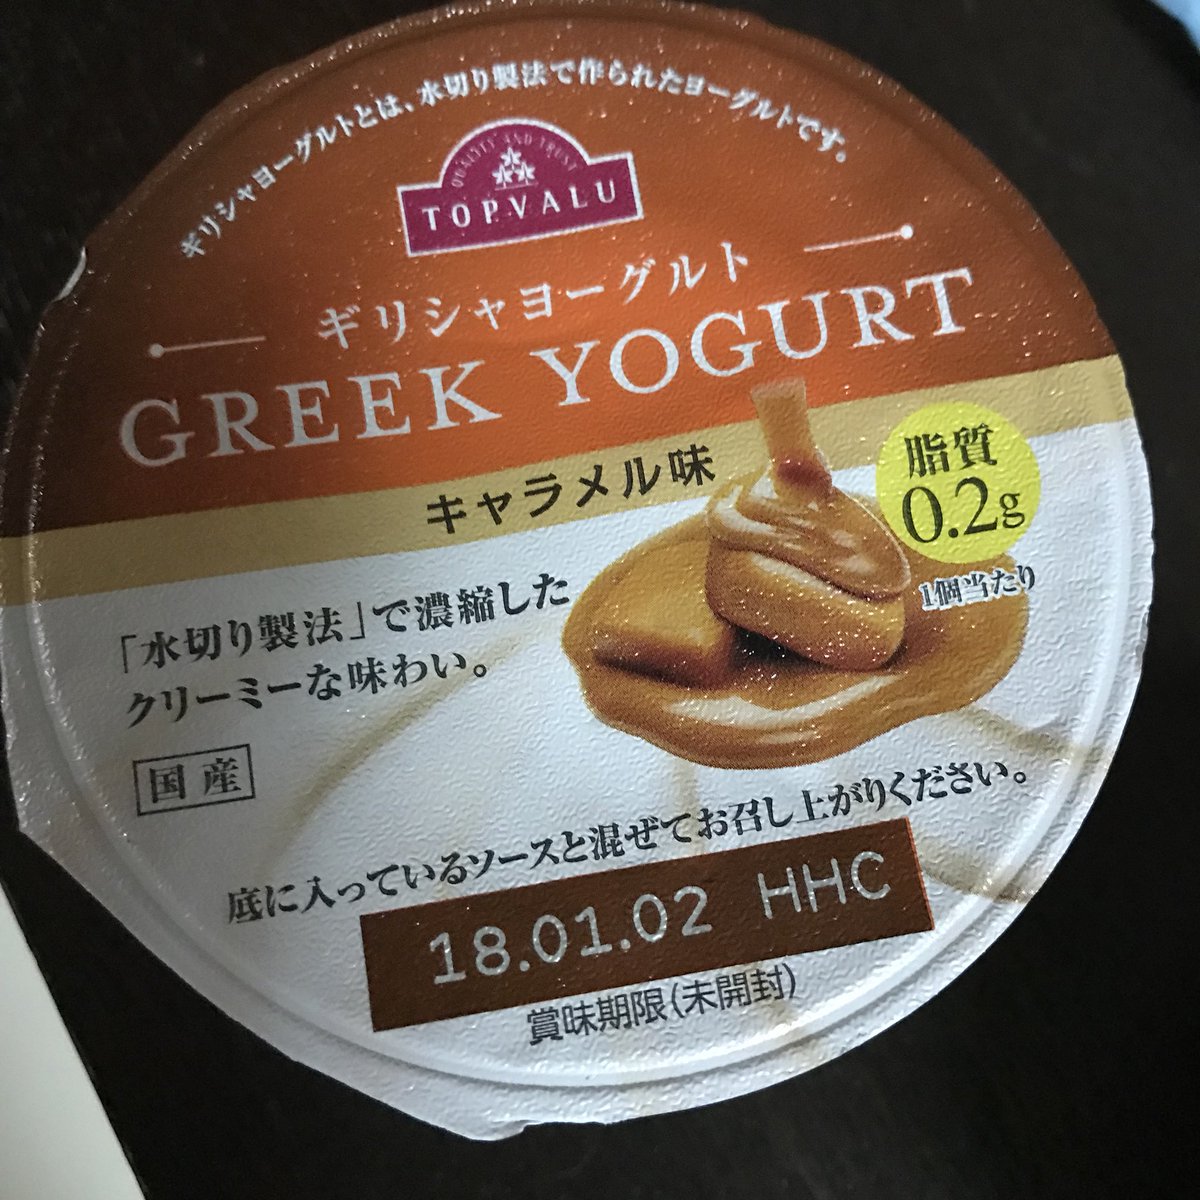 ギリシャヨーグルトとは、水切り製法で作られたヨーグルトです。
QUALITY AND TRUST
TOPVALU
ギリシャヨーグルト
GREEK YOGURT
キャラメル味
脂質
0.2g
1個当たり
「水切り製法」で濃縮した
クリーミーな味わい。
国産
底に入っているソースと混ぜてお召し上がりください。
18.01.02 HHC
賞味期限(未開封)